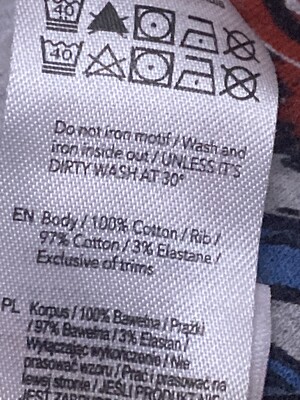 40
40
Do not iron motif / Wash and
iron inside out / UNLESS IT'S
DIRTY WASH AT 30°
EN Body / 100% Cotton / Rib /
97% Cotton / 3% Elastane /
Exclusive of trims
PL Korpus / 100% Bawełna / Prążki
/ 97% Bawełna / 3% Elastan /
Wyłączając wykończenie / Nie
prasować wzoru / Prać i prasować na
lewej stronie / JEŚLI PRODUKT NIE
JEST